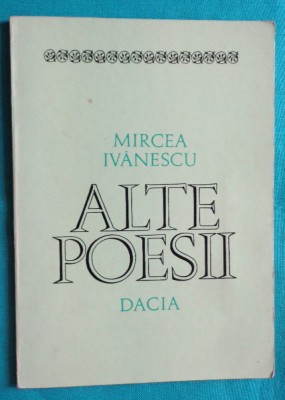 MIRCEA
IVĂNESCU
ALTE
POESII
DACIA